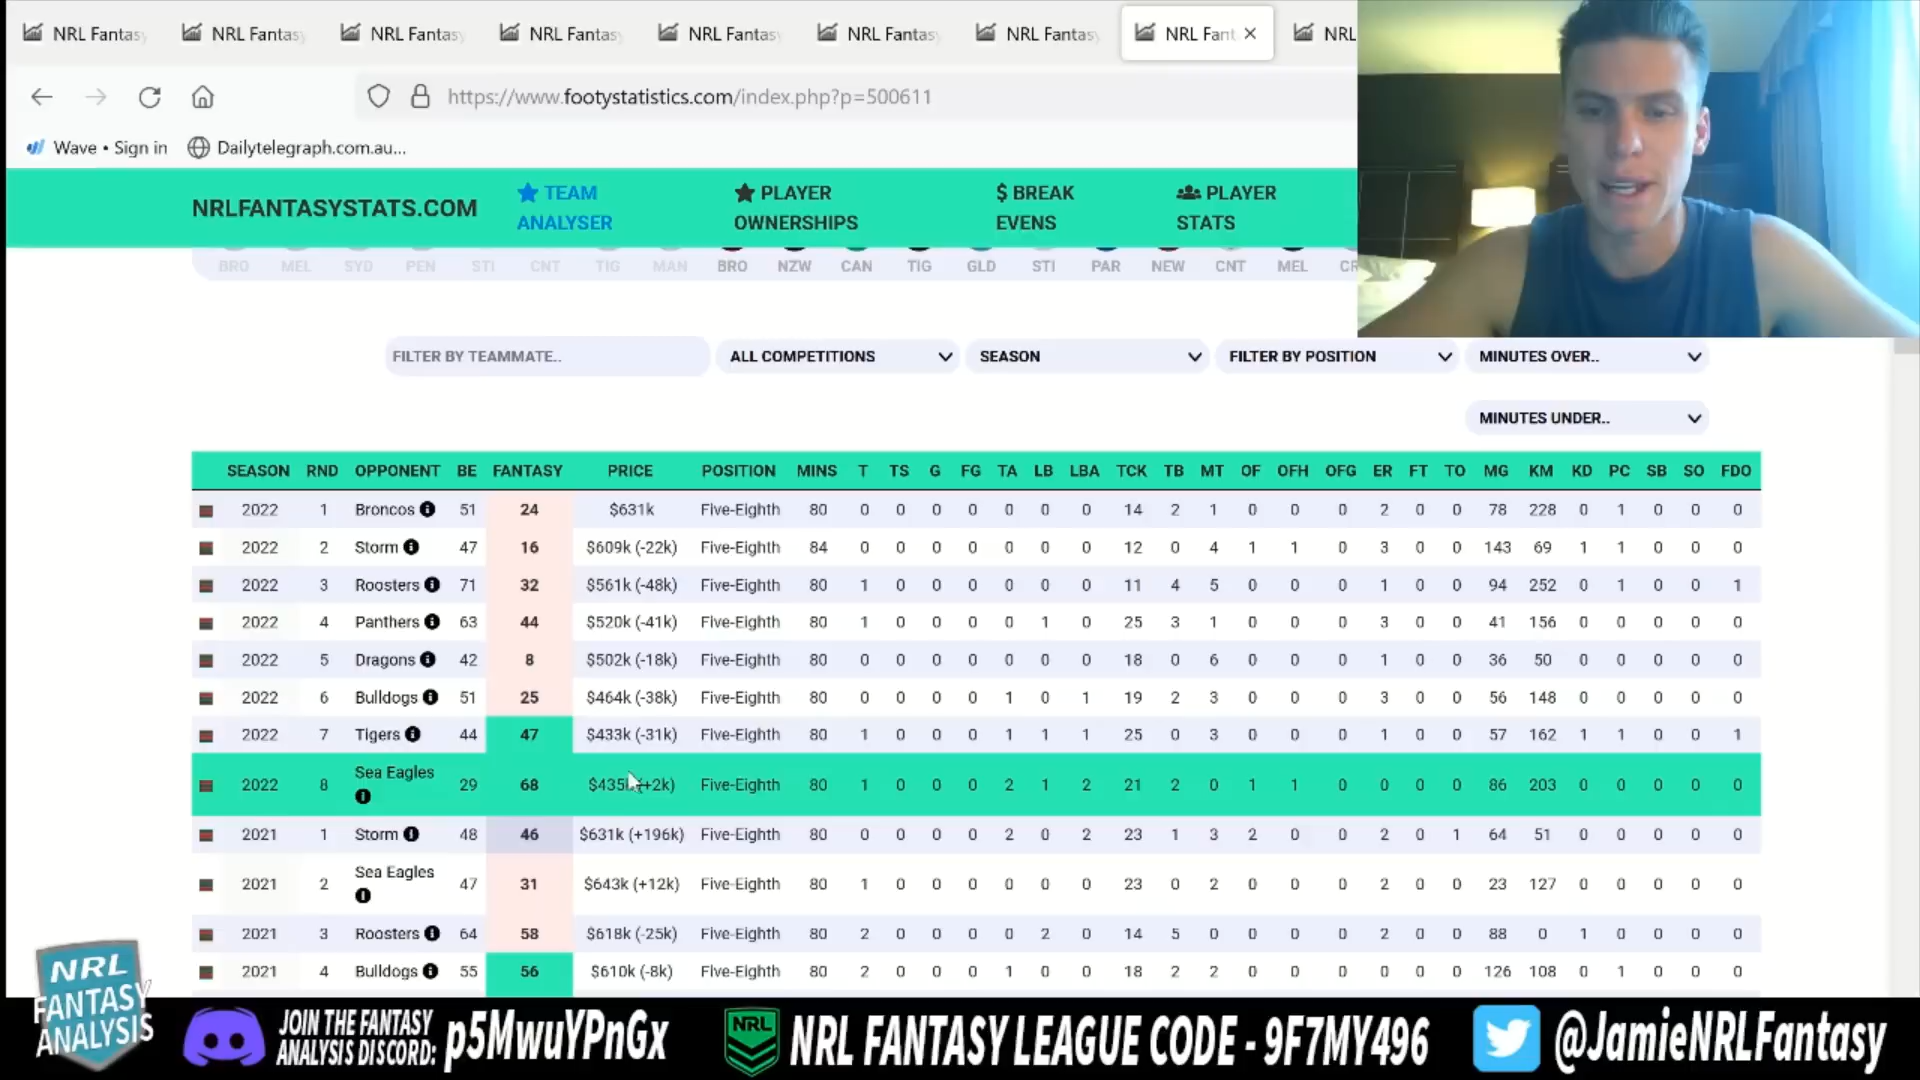 NRL Fantas NRL Fantas NRL Fantas NRL Fantas NRL Fantas NRL Fantas NRL Fantas NRL Fant NRL
https://www.footystatistics.com/index.php?p=500611
Wave • Sign in Dailytelegraph.com.au...
NRLFANTASYSTATS.COM
TEAM ANALYSER
PLAYER OWNERSHIPS
$ BREAK EVENS
PLAYER STATS
BRO MEL SYD PEN STI CNT TIG MAN BRO NZW CAN TIG GLD STI PAR NEW CNT MEL CR
FILTER BY TEAMMATE.. ALL COMPETITIONS SEASON FILTER BY POSITION MINUTES OVER..
MINUTES UNDER..
SEASON RND OPPONENT BE FANTASY PRICE POSITION MINS T TS G FG TA LB LBA TCK TB MT OF OFH OFG ER FT TO MG KM KD PC SB SO FDO
2022 1 Broncos 51 24 $631k Five-Eighth 80 0 0 0 0 0 0 0 14 2 1 0 0 0 2 0 0 78 228 0 1 0 0 0
2022 2 Storm 47 16 $609k (-22k) Five-Eighth 84 0 0 0 0 0 0 0 12 0 4 1 1 0 3 0 0 143 69 1 1 0 0 0
2022 3 Roosters 71 32 $561k (-48k) Five-Eighth 80 1 0 0 0 0 0 0 11 4 5 0 0 0 1 0 0 94 252 0 1 0 0 1
2022 4 Panthers 63 44 $520k (-41k) Five-Eighth 80 1 0 0 0 0 1 0 25 3 1 0 0 0 3 0 0 41 156 0 0 0 0 0
2022 5 Dragons 42 8 $502k (-18k) Five-Eighth 80 0 0 0 0 0 0 0 18 0 6 0 0 0 1 0 0 36 50 0 0 0 0 0
2022 6 Bulldogs 51 25 $464k (-38k) Five-Eighth 80 0 0 0 0 1 0 1 19 2 3 0 0 0 3 0 0 56 148 0 0 0 0 0
2022 7 Tigers 44 47 $433k (-31k) Five-Eighth 80 1 0 0 0 1 1 1 25 0 3 0 0 0 1 0 0 57 162 1 1 0 0 1
2022 8 Sea Eagles 29 68 $435k (+2k) Five-Eighth 80 1 0 0 0 2 1 2 21 2 0 1 1 0 0 0 0 86 203 0 0 0 0 0
2021 1 Storm 48 46 $631k (+196k) Five-Eighth 80 0 0 0 0 2 0 2 23 1 3 2 0 0 2 0 1 64 51 0 0 0 0 0
2021 2 Sea Eagles 47 31 $643k (+12k) Five-Eighth 80 1 0 0 0 0 0 0 23 0 2 0 0 0 2 0 0 23 127 0 0 0 0 0
2021 3 Roosters 64 58 $618k (-25k) Five-Eighth 80 2 0 0 0 0 2 0 14 5 0 0 0 0 2 0 0 88 0 1 0 0 0 0
2021 4 Bulldogs 55 56 $610k (-8k) Five-Eighth 80 2 0 0 0 1 0 0 18 2 2 0 0 0 0 0 0 126 108 0 1 0 0 0
NRL
FANTASY
ANALYSIS
JOIN THE FANTASY
ANALYSIS DISCORD: p5MwuYPnGx
NRL
NRL FANTASY LEAGUE CODE - 9F7MY496
@JamieNRLFantasy